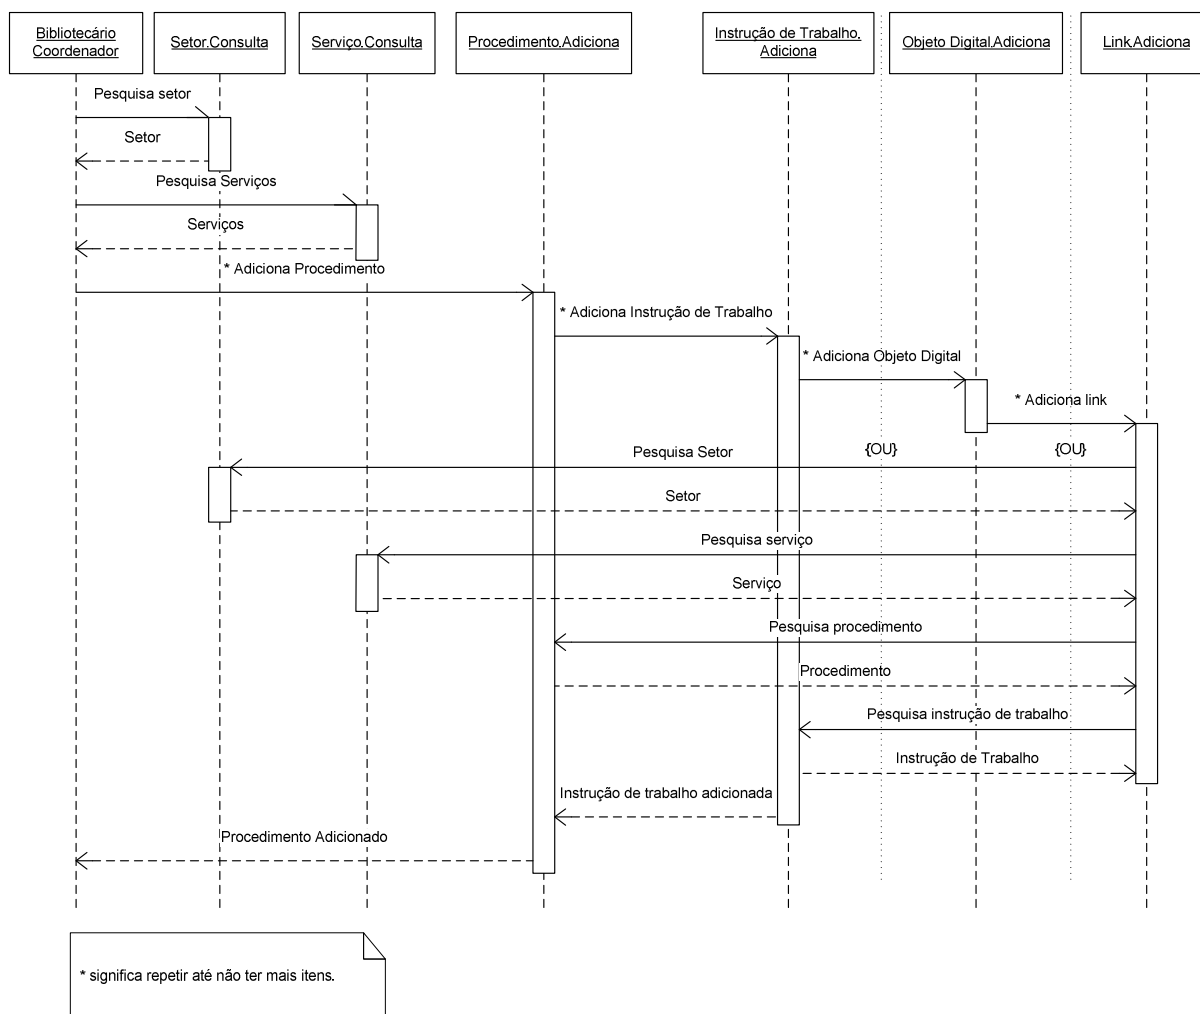 Bibliotecário
Coordenador
Setor.Consulta
Serviço.Consulta
Procedimento.Adiciona
Instrução de Trabalho.
Adiciona
Objeto Digital.Adiciona
Link.Adiciona
Pesquisa setor
Setor
Pesquisa Serviços
Serviços
* Adiciona Procedimento
* Adiciona Instrução de Trabalho
* Adiciona Objeto Digital
* Adiciona link
Pesquisa Setor
{OU}
{OU}
Setor
Pesquisa serviço
Serviço
Pesquisa procedimento
Procedimento
Pesquisa instrução de trabalho
Instrução de Trabalho
Instrução de trabalho adicionada
Procedimento Adicionado
* significa repetir até não ter mais itens.